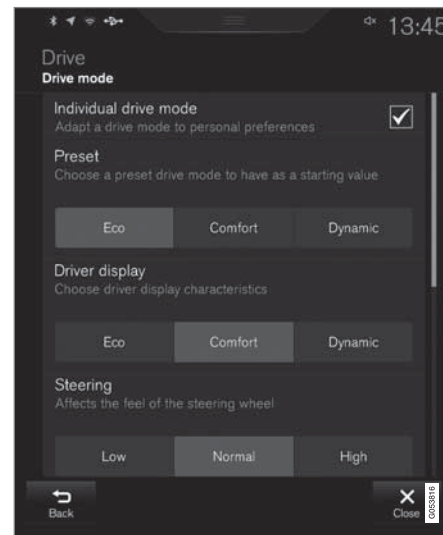 13:45
Drive
Drive mode
Individual drive mode
Adapt a drive mode to personal preferences
Preset
Choose a preset drive mode to have as a starting value
Eco Comfort Dynamic
Driver display
Choose driver display characteristics
Eco Comfort Dynamic
Steering
Affects the feel of the steering wheel
Low Normal High
Back Close
G053816